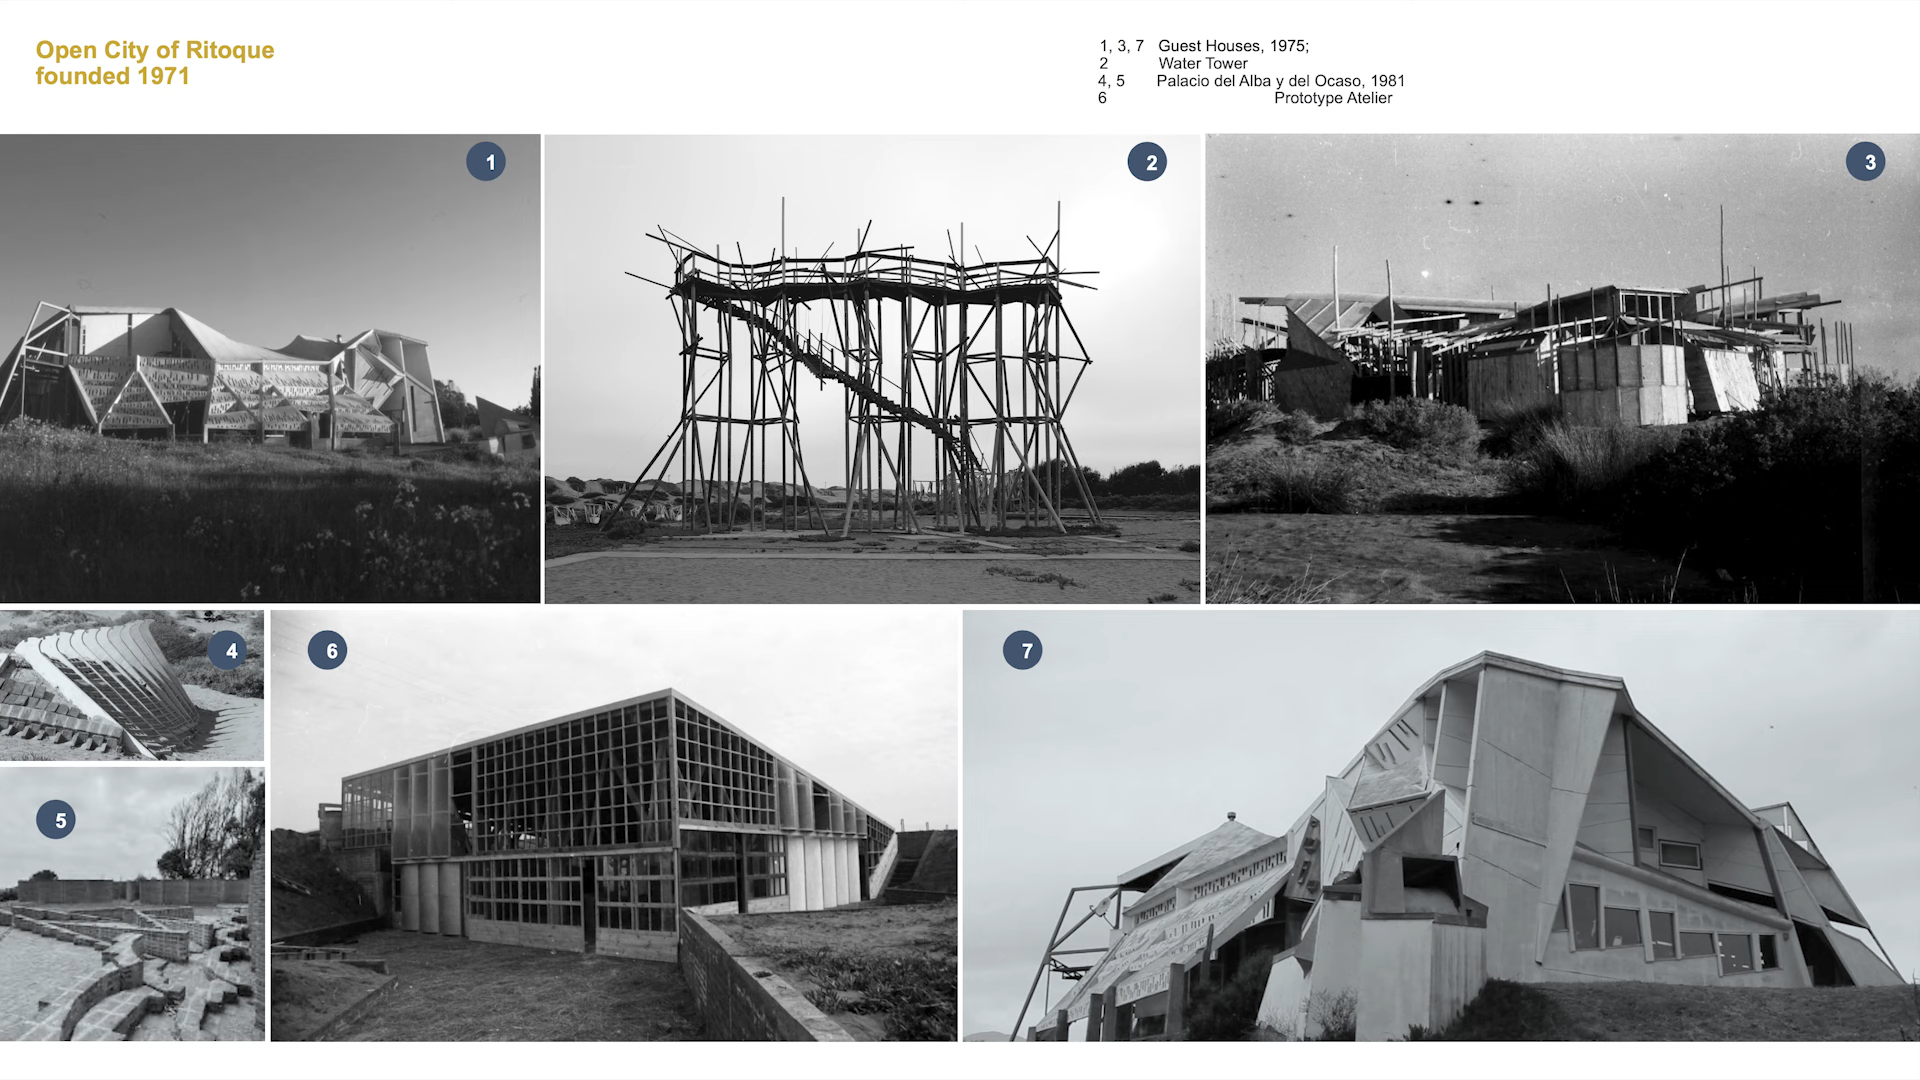 Open City of Ritoque
founded 1971
1, 3, 7 Guest Houses, 1975;
2 Water Tower
4, 5 Palacio del Alba y del Ocaso, 1981
6 Prototype Atelier
1
2
3
4
6
7
5